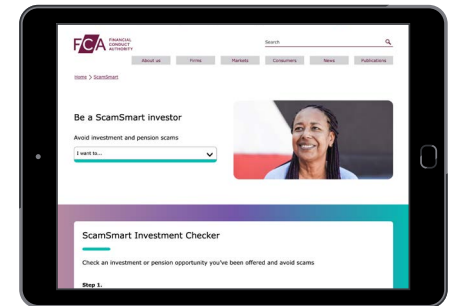 FCA FINANCIAL
CONDUCT
AUTHORITY
Search
About us Firms Markets Consumers News Publications
Home > ScamSmart
Be a ScamSmart investor
Avoid investment and pension scams
I want to...
ScamSmart Investment Checker
Check an investment or pension opportunity you've been offered and avoid scams
Step 1.